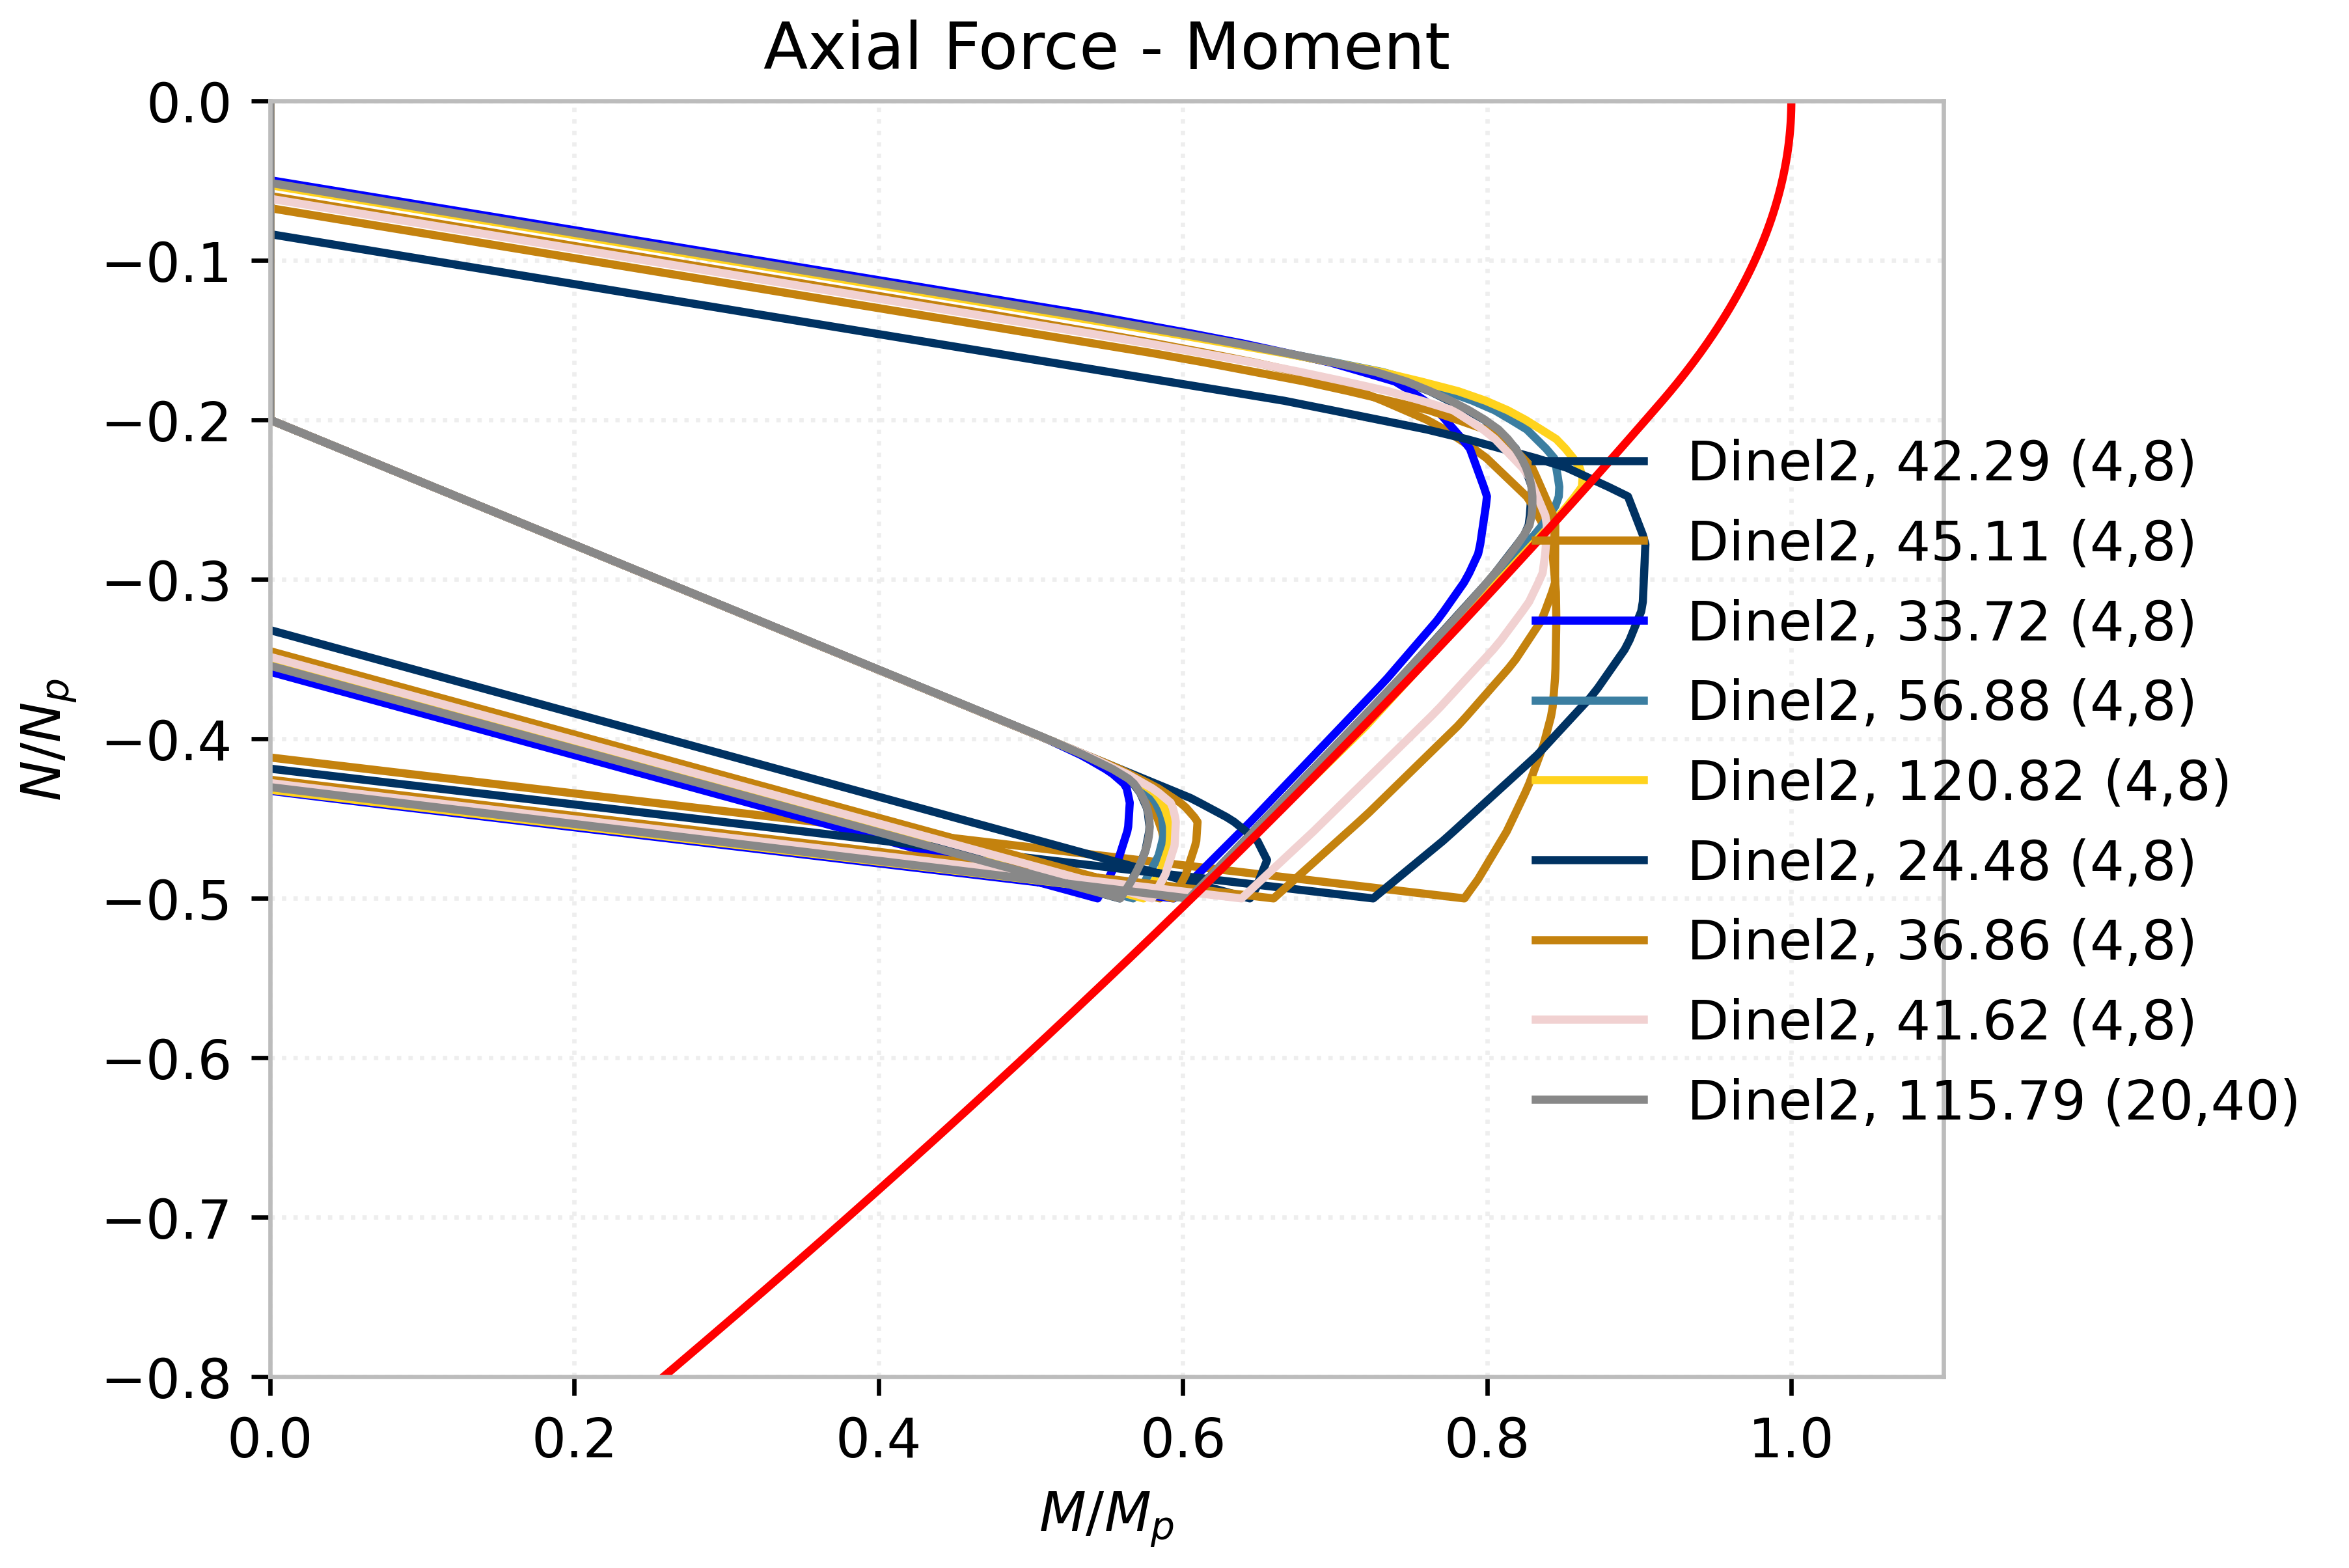 Axial Force - Moment
0.0
−0.1
−0.2
−0.3
−0.4
−0.5
−0.6
−0.7
−0.8
N/Np
Dinel2, 42.29 (4,8)
Dinel2, 45.11 (4,8)
Dinel2, 33.72 (4,8)
Dinel2, 56.88 (4,8)
Dinel2, 120.82 (4,8)
Dinel2, 24.48 (4,8)
Dinel2, 36.86 (4,8)
Dinel2, 41.62 (4,8)
Dinel2, 115.79 (20,40)
0.0 0.2 0.4 0.6 0.8 1.0
M/Mp